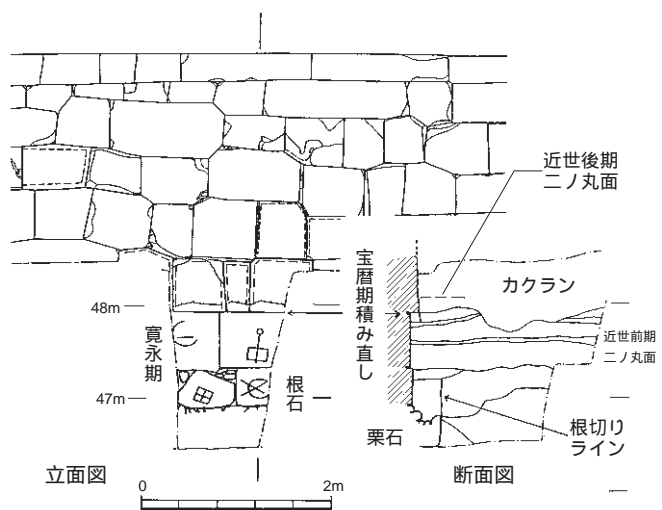 近世後期
二ノ丸面
宝暦期積み直し
カクラン
48m
寛永期
近世前期
二ノ丸面
47m
根石
栗石
根切り
ライン
立面図
断面図
0
2m